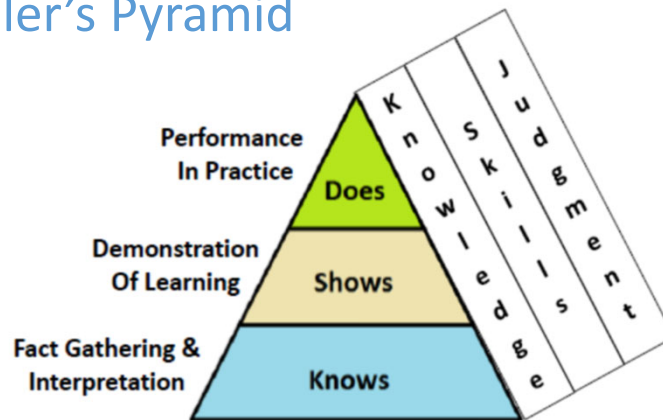 ler's Pyramid
Performance
In Practice
Does
Demonstration
Of Learning
Shows
Fact Gathering &
Interpretation
Knows
Knowledge
Skills
Judgment